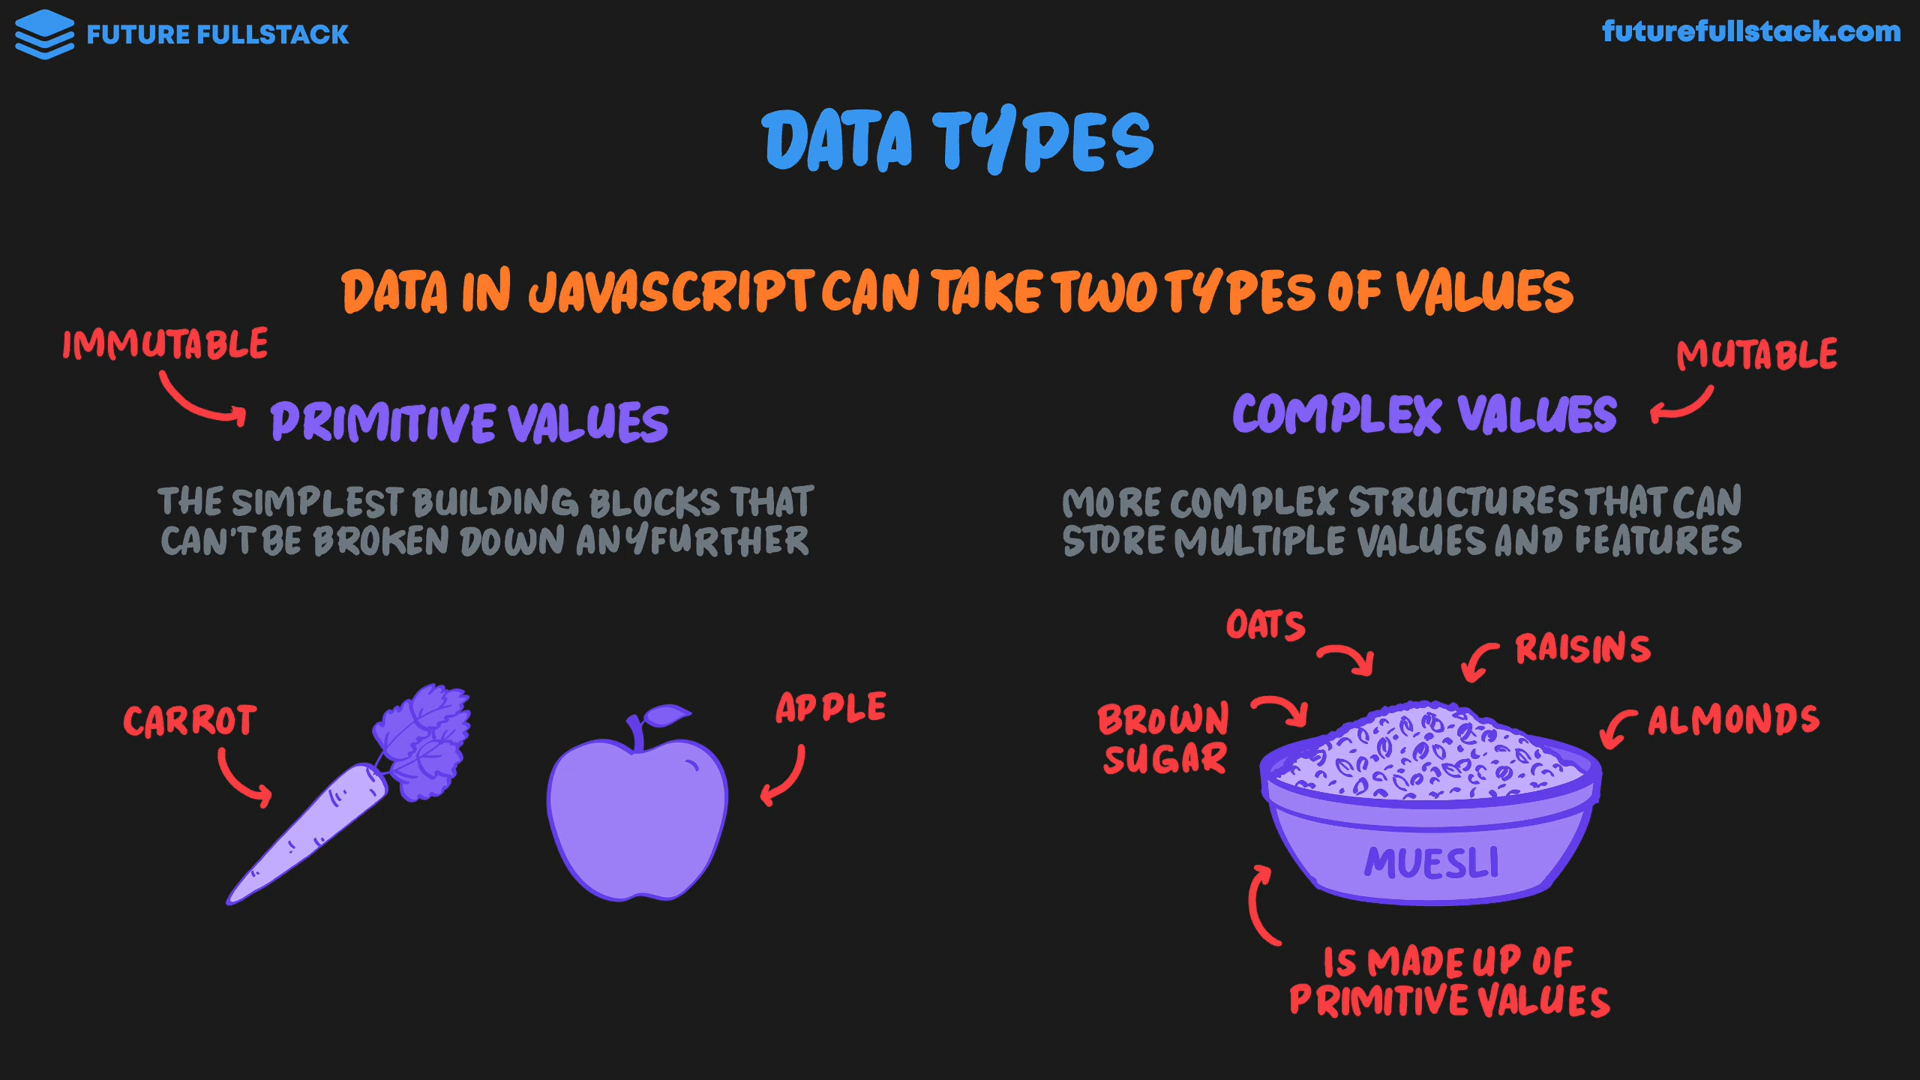 FUTURE FULLSTACK
futurefullstack.com
DATA TYPES
DATA IN JAVASCRIPT CAN TAKE TWO TYPES OF VALUES
IMMUTABLE
MUTABLE
PRIMITIVE VALUES
COMPLEX VALUES
THE SIMPLEST BUILDING BLOCKS THAT
CAN'T BE BROKEN DOWN ANY FURTHER
MORE COMPLEX STRUCTURES THAT CAN
STORE MULTIPLE VALUES AND FEATURES
CARROT
APPLE
OATS
RAISINS
BROWN
SUGAR
ALMONDS
MUESLI
IS MADE UP OF
PRIMITIVE VALUES